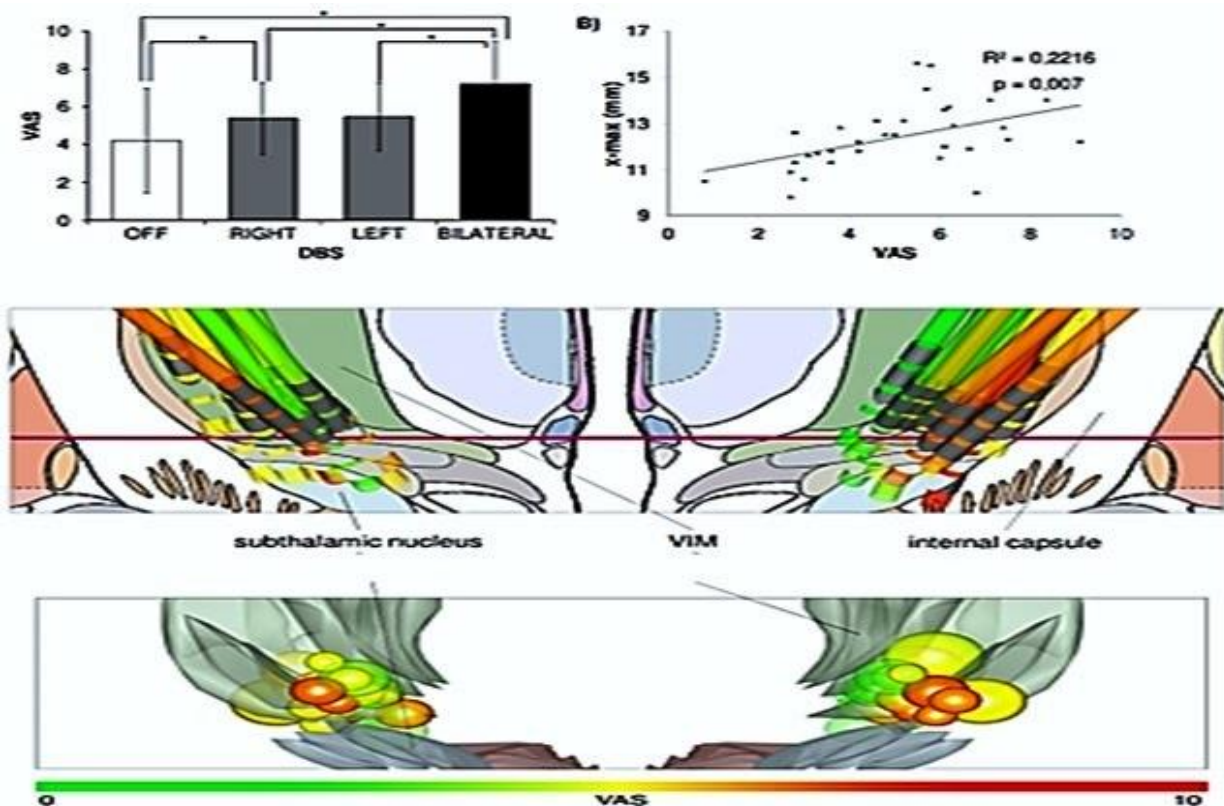 VAS
10
8
6
4
2
0
OFF RIGHT LEFT BILATERAL
DBS
B)
x-max (mm)
17
15
13
11
9
R² = 0,2216
p = 0,007
0 2 4 6 8 10
VAS
subthalamic nucleus VIM internal capsule
0 VAS 10